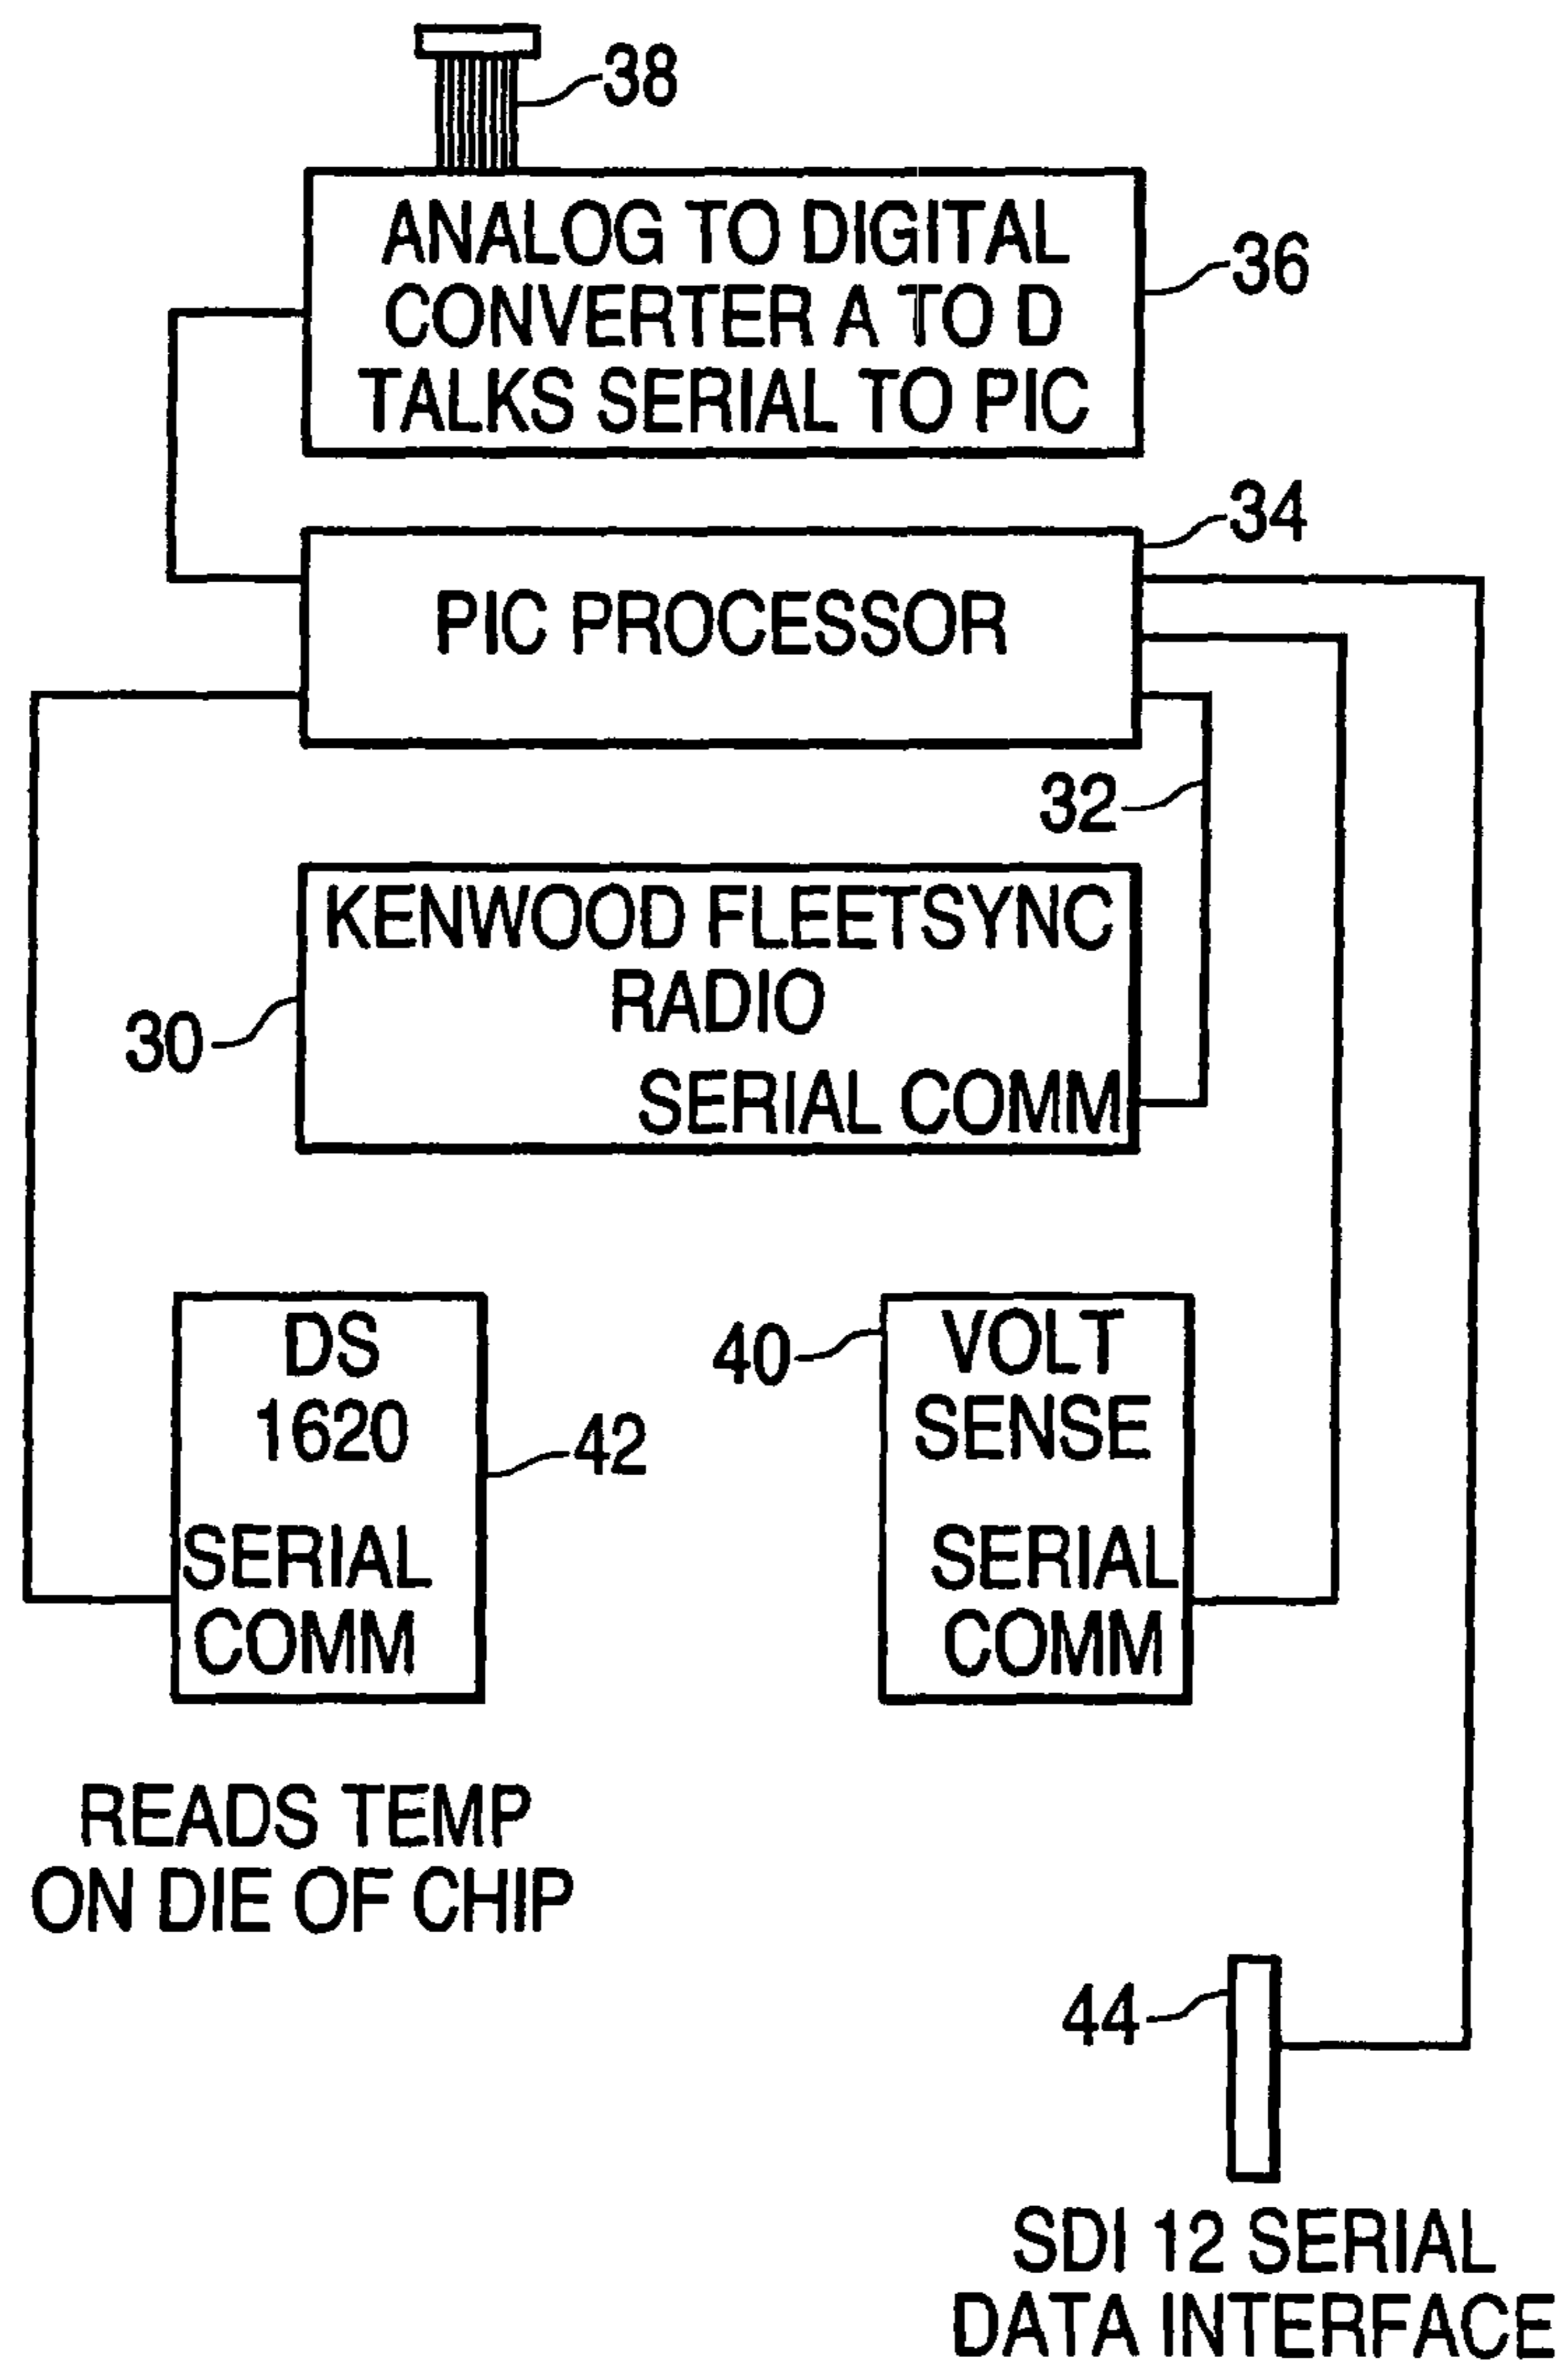 38
ANALOG TO DIGITAL
CONVERTER A TO D
TALKS SERIAL TO PIC
36
34
PIC PROCESSOR
32
KENWOOD FLEETSYNC
RADIO
SERIAL COMM
30
DS
1620
SERIAL
COMM
42
40
VOLT
SENSE
SERIAL
COMM
READS TEMP
ON DIE OF CHIP
44
SDI 12 SERIAL
DATA INTERFACE